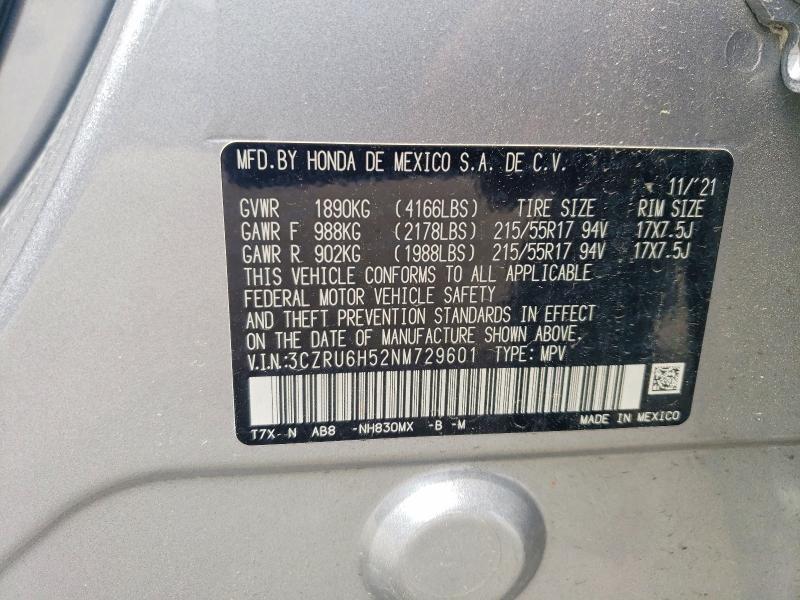 MFD.BY HONDA DE MEXICO S.A. DE C.V.
11/'21
GVWR 1890KG (4166LBS) TIRE SIZE RIM SIZE
GAWR F 988KG (2178LBS) 215/55R17 94V 17X7.5J
GAWR R 902KG (1988LBS) 215/55R17 94V 17X7.5J
THIS VEHICLE CONFORMS TO ALL APPLICABLE
FEDERAL MOTOR VEHICLE SAFETY
AND THEFT PREVENTION STANDARDS IN EFFECT
ON THE DATE OF MANUFACTURE SHOWN ABOVE.
V.I.N:3CZRU6H52NM729601 TYPE: MPV
MADE IN MEXICO
T7X- N AB8 -NH830MX -B -M